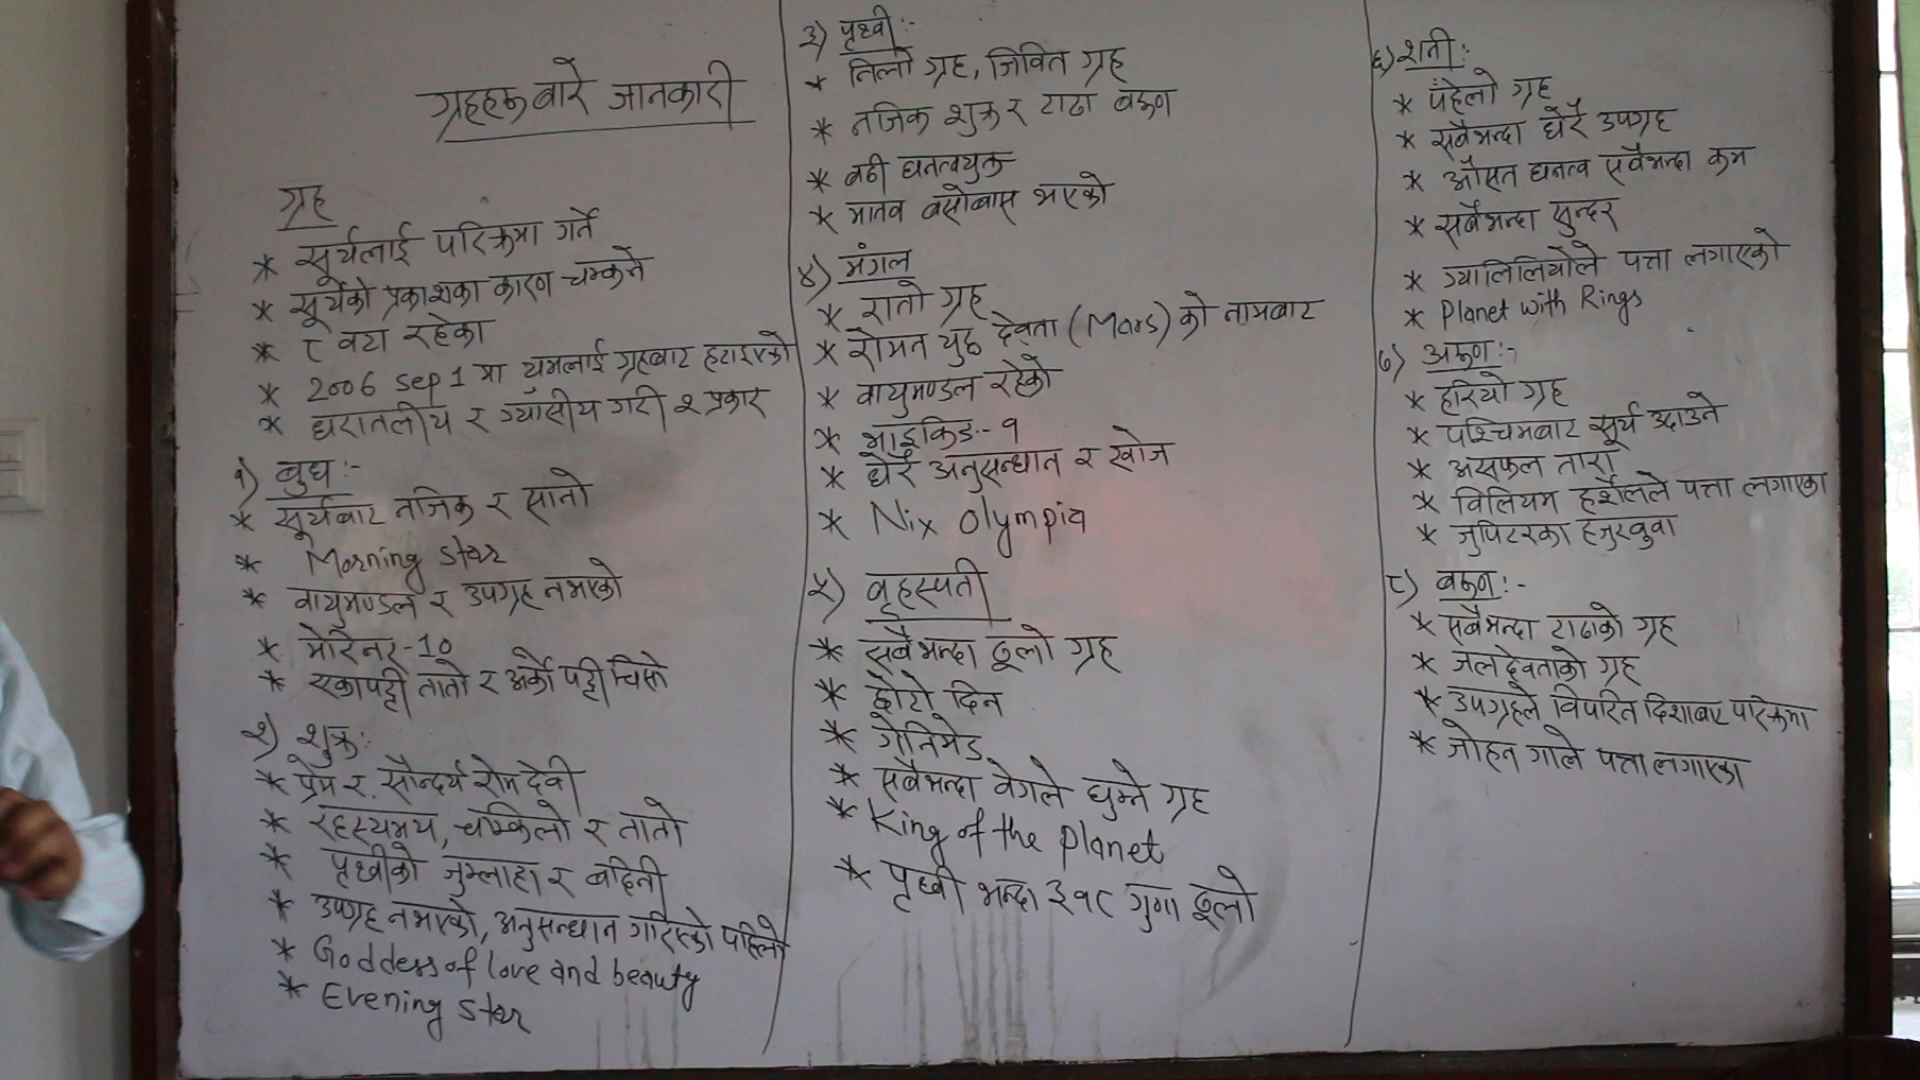 ग्रहहरू बारे जानकारी
ग्रह
* सूर्यलाई परिक्रमा गर्ने
* सूर्यको प्रकाशका कारण चम्कने
* ८ वटा रहेका
* 2006 sep 1 मा यमलाई ग्रहबाट हटाइएको
* धरातलीय र ग्याँसीय गरी २ प्रकार
१) बुध :-
* सूर्यबाट नजिक र सानो
* Morning star
* वायुमण्डल र उपग्रह नभएको
* मोरिनर-10
* एकापट्टी तातो र अर्को पट्टी चिसो
२) शुक्र:
* प्रेम र सौन्दर्य रोम देवी
* रहस्यमय, चम्किलो र तातो
* पृथ्वीको जुम्लाहा र बहिनी
* उपग्रह नभएको, अनुसन्धान गरिएको पहिलो
* Goddess of love and beauty
* Evening star
३) पृथ्वी:-
* निलो ग्रह, जिवित ग्रह
* नजिक शुक्र र टाढा वरूण
* बढी घनत्वयुक्त
* मानव बसोबास भएको
४) मंगल
* रातो ग्रह
* रोमन युद्ध देवता (Mars) को नामबाट
* वायुमण्डल रहेको
* भाइकिङ-१
* धेरै अनुसन्धान र खोज
* Nix Olympia
५) वृहस्पती
* सबैभन्दा ठूलो ग्रह
* छोटो दिन
* गेनिमेड
* सबैभन्दा वेगले घुम्ने ग्रह
* King of the planet
* पृथ्वी भन्दा ३१८ गुणा ठूलो
६) शनी:
* पंहेलो ग्रह
* सबैभन्दा धेरै उपग्रह
* औसत घनत्व सबैभन्दा कम
* सबैभन्दा सुन्दर
* ग्यालिलियोले पत्ता लगाएको
* Planet with Rings
७) अरूण:-
* हरियो ग्रह
* पश्चिमबाट सूर्य उदाउने
* असफल तारा
* विलियम हर्शेलले पत्ता लगाएका
* जुपिटरका हजुरबुवा
८) बरूण:-
* सबैभन्दा टाढाको ग्रह
* जलदेवताको ग्रह
* उपग्रहले विपरित दिशाबाट परिक्रमा
* जोहन गाले पत्ता लगाएका